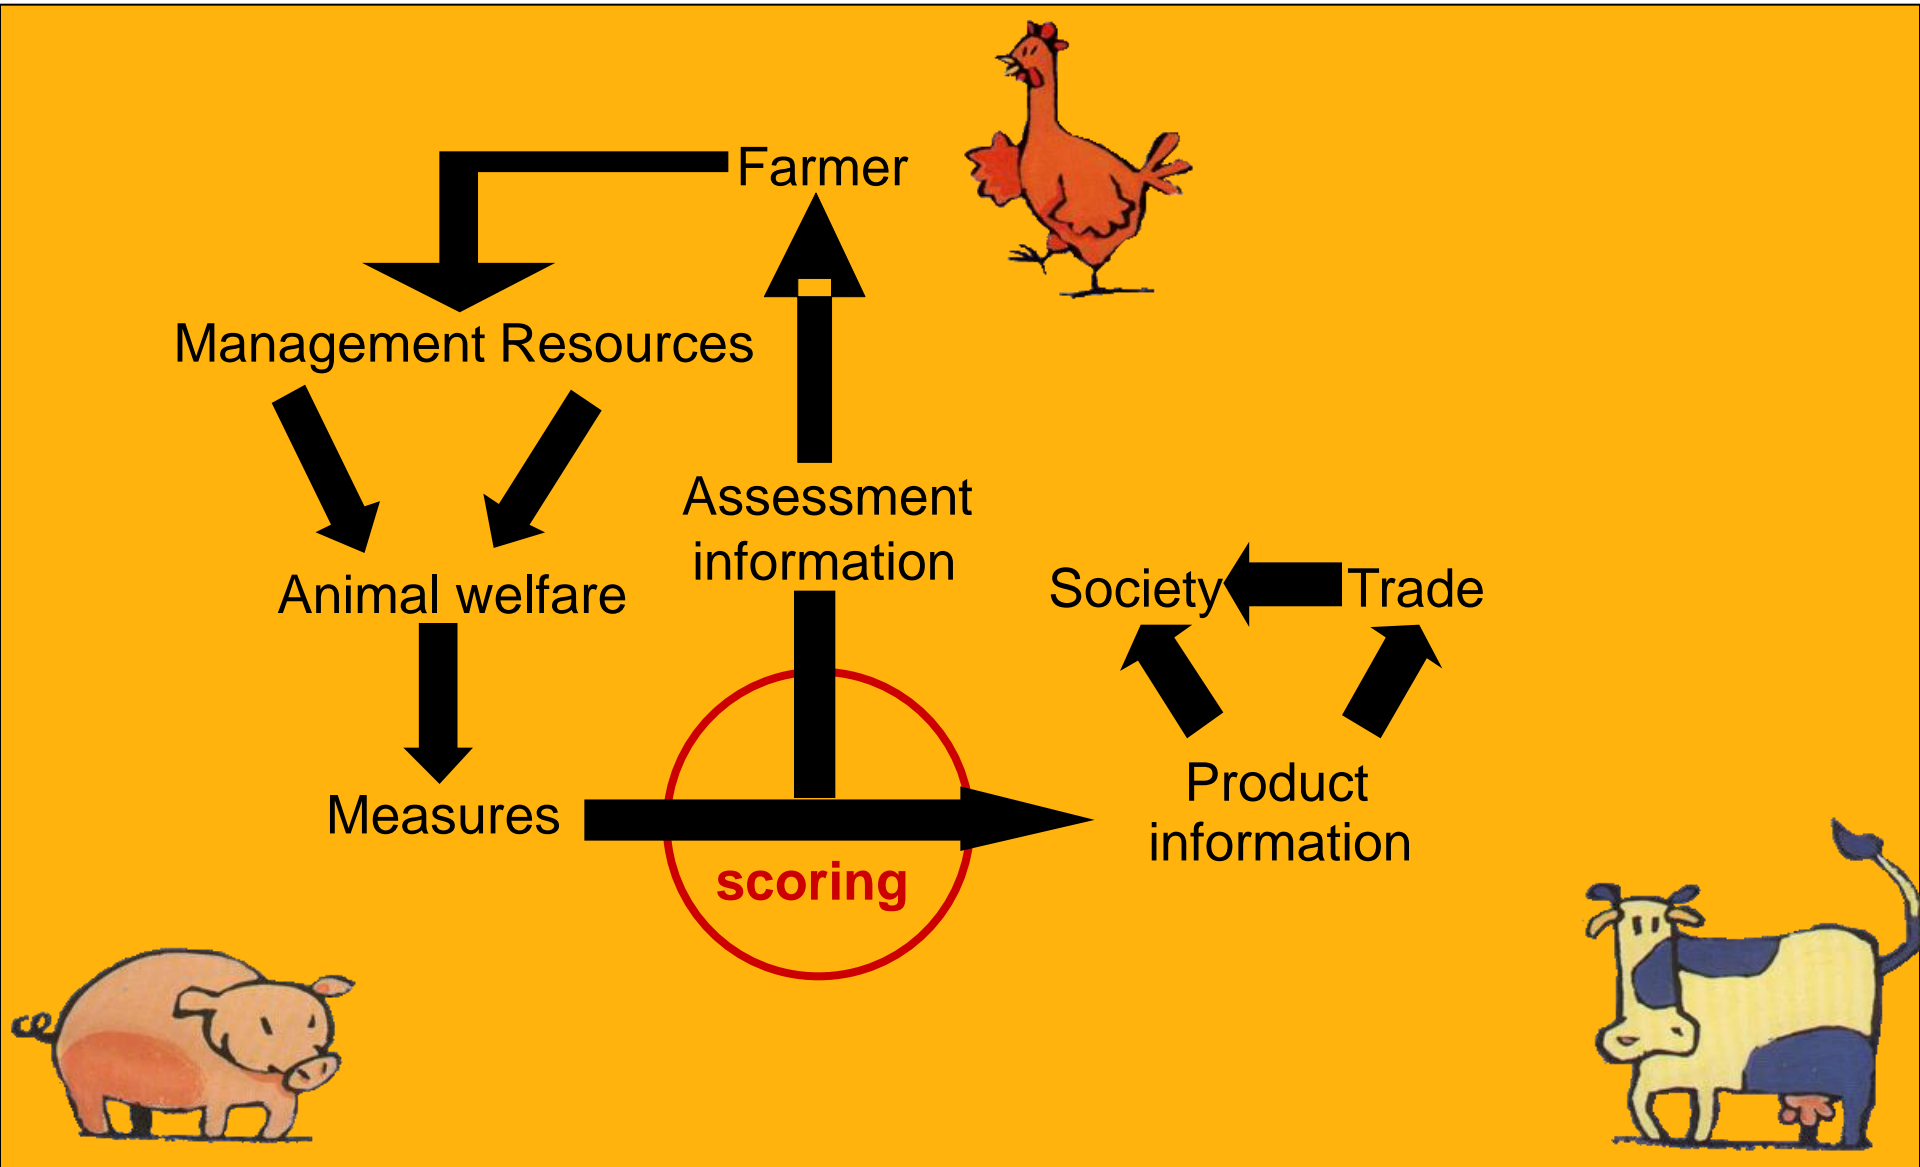 Farmer
Management Resources
Assessment
information
Animal welfare
Society
Trade
Measures
Product
information
scoring